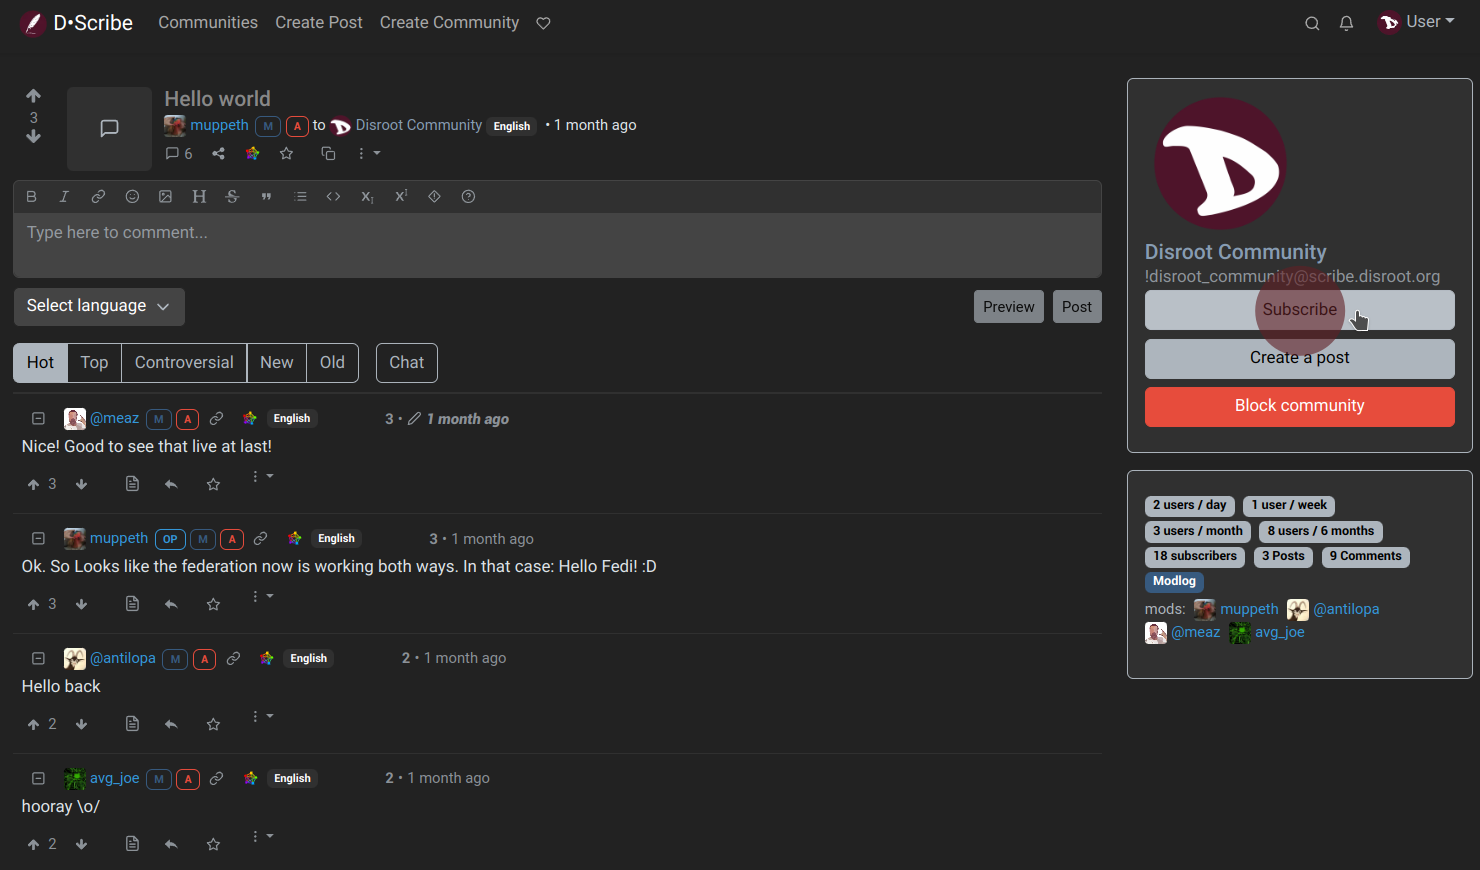 D•Scribe Communities Create Post Create Community User
3
Hello world
muppeth M A to Disroot Community English • 1 month ago
6
B I H S X₁ X¹
Type here to comment...
Select language Preview Post
Hot Top Controversial New Old Chat
@meaz M A English 3 • 1 month ago
Nice! Good to see that live at last!
3
muppeth OP M A English 3 • 1 month ago
Ok. So Looks like the federation now is working both ways. In that case: Hello Fedi! :D
3
@antilopa M A English 2 • 1 month ago
Hello back
2
avg_joe M A English 2 • 1 month ago
hooray \o/
2
Disroot Community
!disroot_community@scribe.disroot.org
Subscribe
Create a post
Block community
2 users / day 1 user / week
3 users / month 8 users / 6 months
18 subscribers 3 Posts 9 Comments
Modlog
mods: muppeth @antilopa
@meaz avg_joe